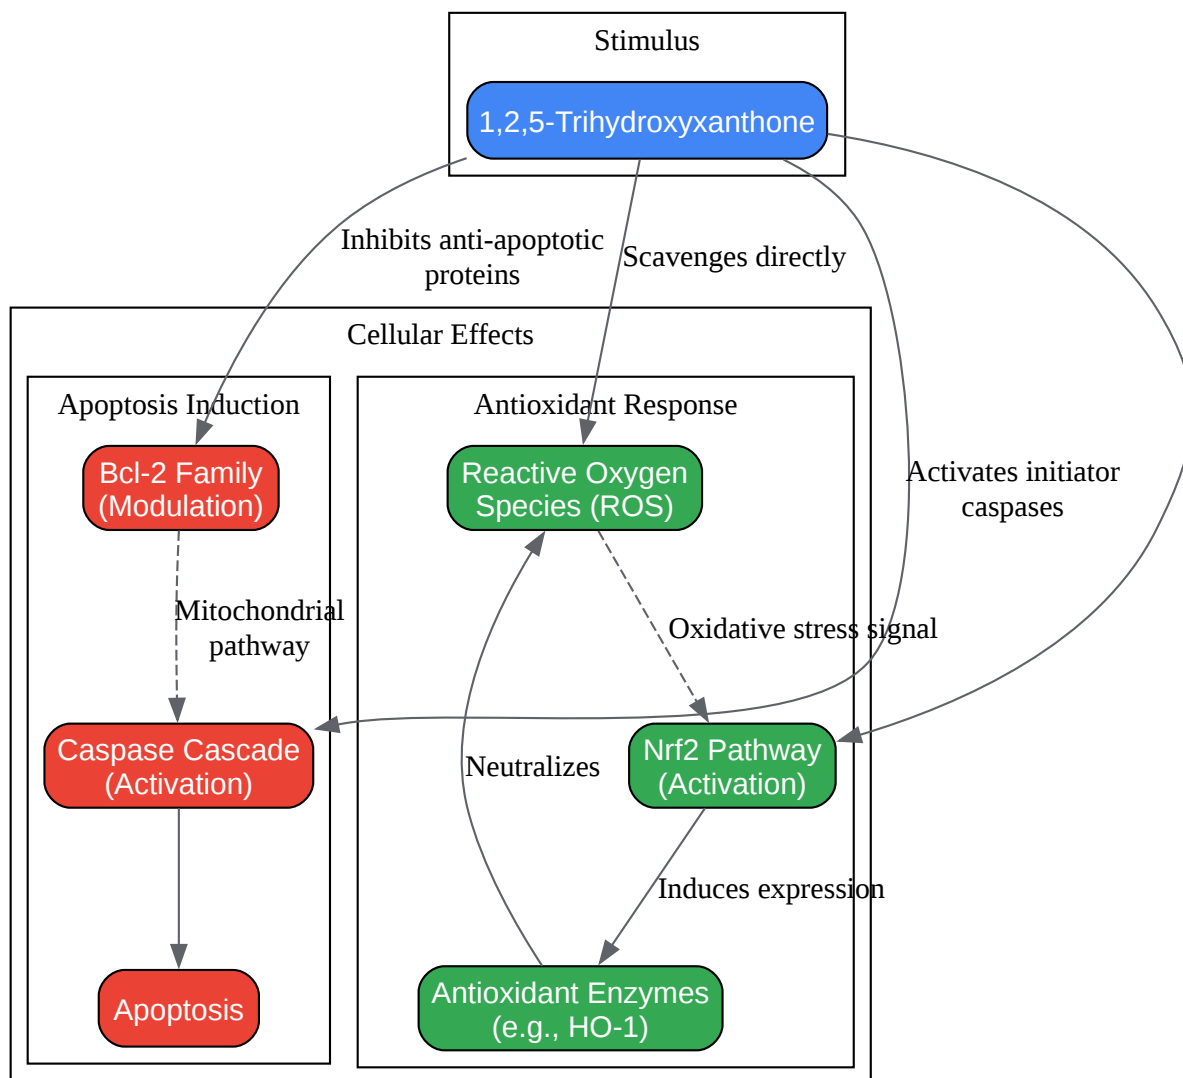 Stimulus
1,2,5-Trihydroxyxanthone
Inhibits anti-apoptotic
proteins
Scavenges directly
Cellular Effects
Apoptosis Induction
Antioxidant Response
Bcl-2 Family
(Modulation)
Reactive Oxygen
Species (ROS)
Activates initiator
caspases
Mitochondrial
pathway
Oxidative stress signal
Caspase Cascade
(Activation)
Neutralizes
Nrf2 Pathway
(Activation)
Induces expression
Apoptosis
Antioxidant Enzymes
(e.g., HO-1)